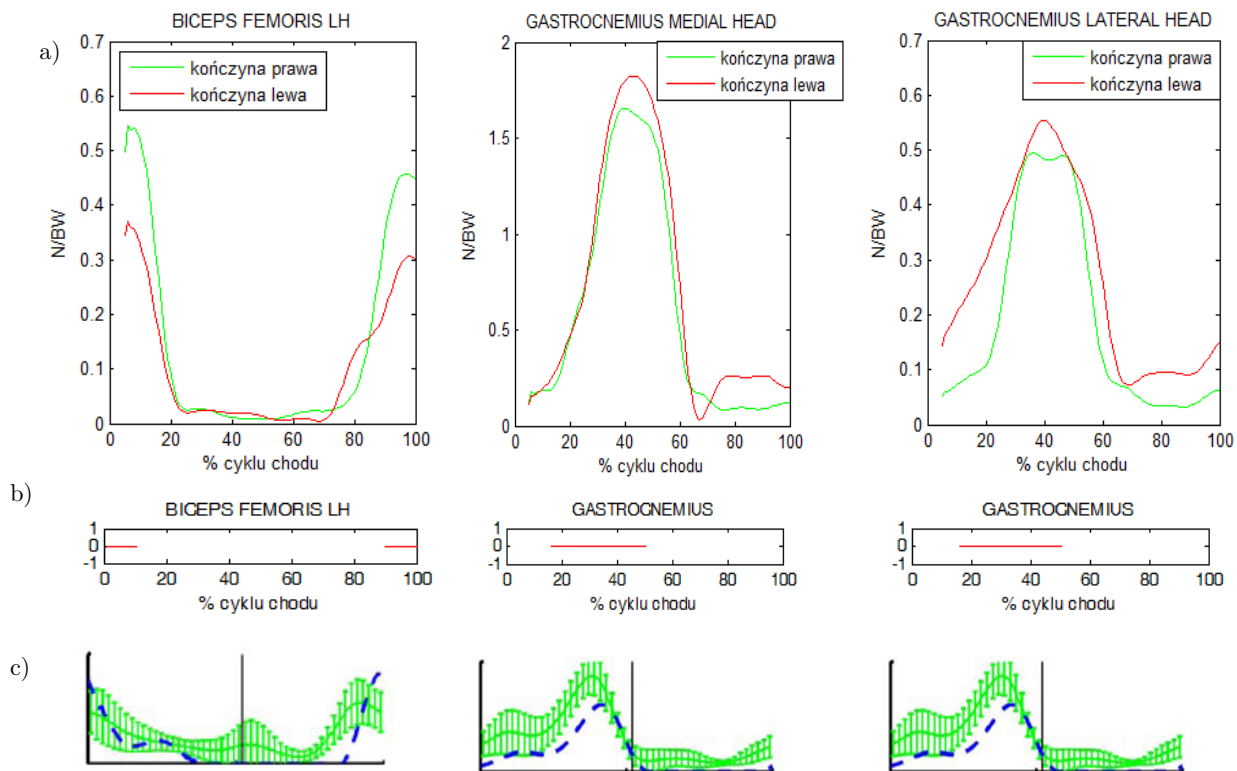 a)
BICEPS FEMORIS LH
0.7
0.6
0.5
0.4
0.3
0.2
0.1
0
N/BW
kończyna prawa
kończyna lewa
0 20 40 60 80 100
% cyklu chodu
GASTROCNEMIUS MEDIAL HEAD
2
1.5
1
0.5
0
N/BW
kończyna prawa
kończyna lewa
0 20 40 60 80 100
% cyklu chodu
GASTROCNEMIUS LATERAL HEAD
0.7
0.6
0.5
0.4
0.3
0.2
0.1
0
N/BW
kończyna prawa
kończyna lewa
0 20 40 60 80 100
% cyklu chodu
b)
BICEPS FEMORIS LH
1
0
-1
0 20 40 60 80 100
% cyklu chodu
GASTROCNEMIUS
1
0
-1
0 20 40 60 80 100
% cyklu chodu
GASTROCNEMIUS
1
0
-1
0 20 40 60 80 100
% cyklu chodu
c)